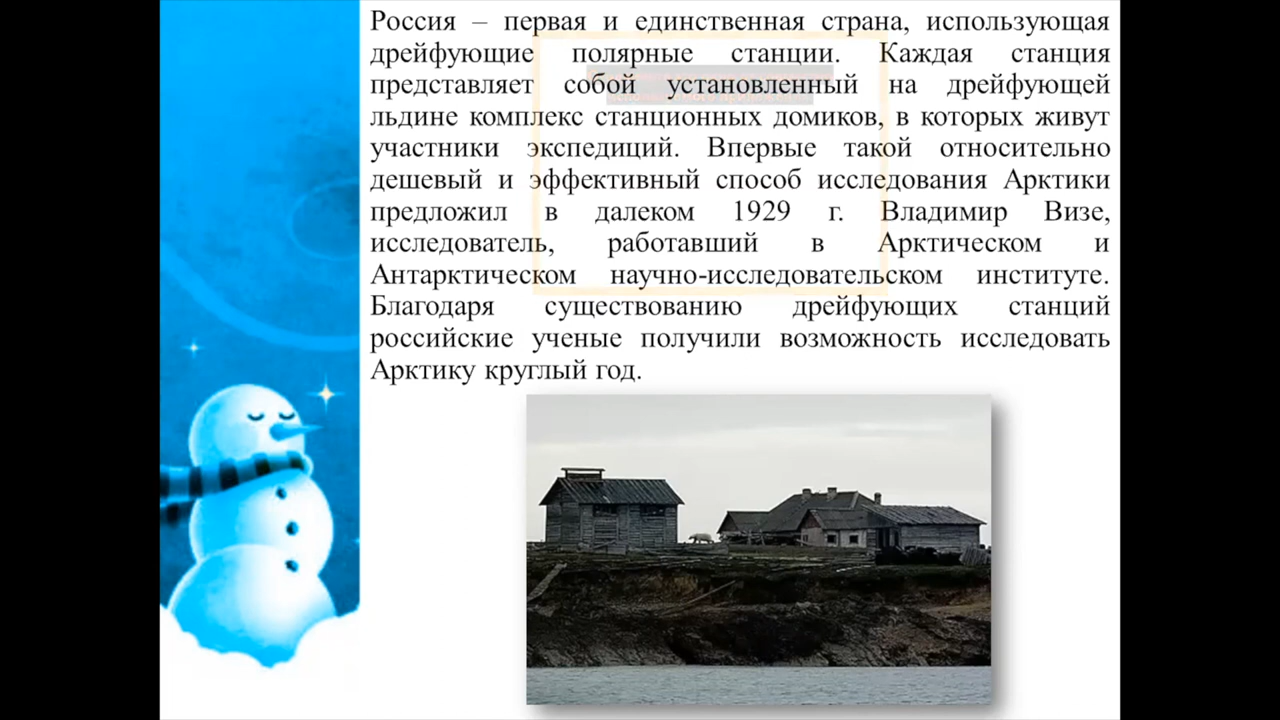 Россия – первая и единственная страна, использующая
дрейфующие полярные станции. Каждая станция
представляет собой установленный на дрейфующей
льдине комплекс станционных домиков, в которых живут
участники экспедиций. Впервые такой относительно
дешевый и эффективный способ исследования Арктики
предложил в далеком 1929 г. Владимир Визе,
исследователь, работавший в Арктическом и
Антарктическом научно-исследовательском институте.
Благодаря существованию дрейфующих станций
российские ученые получили возможность исследовать
Арктику круглый год.